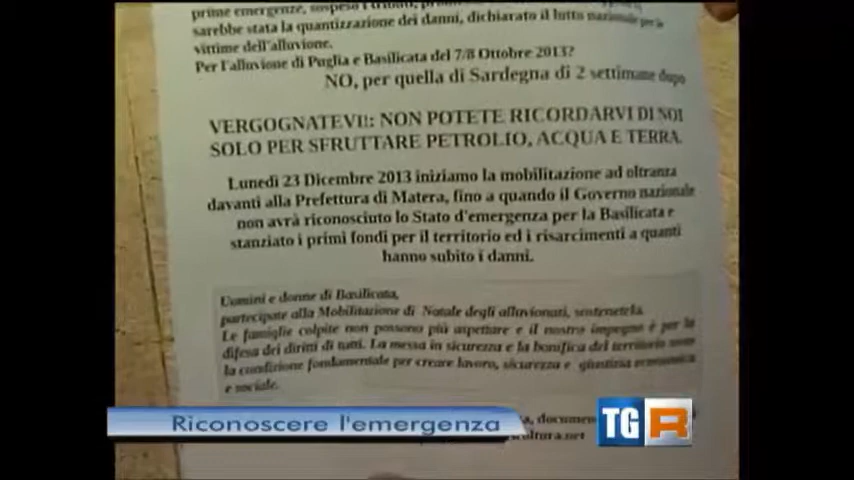 prime emergenze, sospeso i tributi,
sarebbe stata la quantizzazione dei danni, dichiarato il lutto nazionale per le
vittime dell'alluvione.
Per l'alluvione di Puglia e Basilicata del 7/8 Ottobre 2013?
NO, per quella di Sardegna di 2 settimane dopo
VERGOGNATEVI!: NON POTETE RICORDARVI DI NOI
SOLO PER SFRUTTARE PETROLIO, ACQUA E TERRA.
Lunedì 23 Dicembre 2013 iniziamo la mobilitazione ad oltranza
davanti alla Prefettura di Matera, fino a quando il Governo nazionale
non avrà riconosciuto lo Stato d'emergenza per la Basilicata e
stanziato i primi fondi per il territorio ed i risarcimenti a quanti
hanno subito i danni.
Uomini e donne di Basilicata,
partecipate alla Mobilitazione di Natale degli alluvionati, sostenetela.
Le famiglie colpite non possono più aspettare e il nostro impegno è per la
difesa dei diritti di tutti. La messa in sicurezza e la bonifica del territorio sono
la condizione fondamentale per creare lavoro, sicurezza e giustizia economica
e sociale.
Riconoscere l'emergenza
TGR